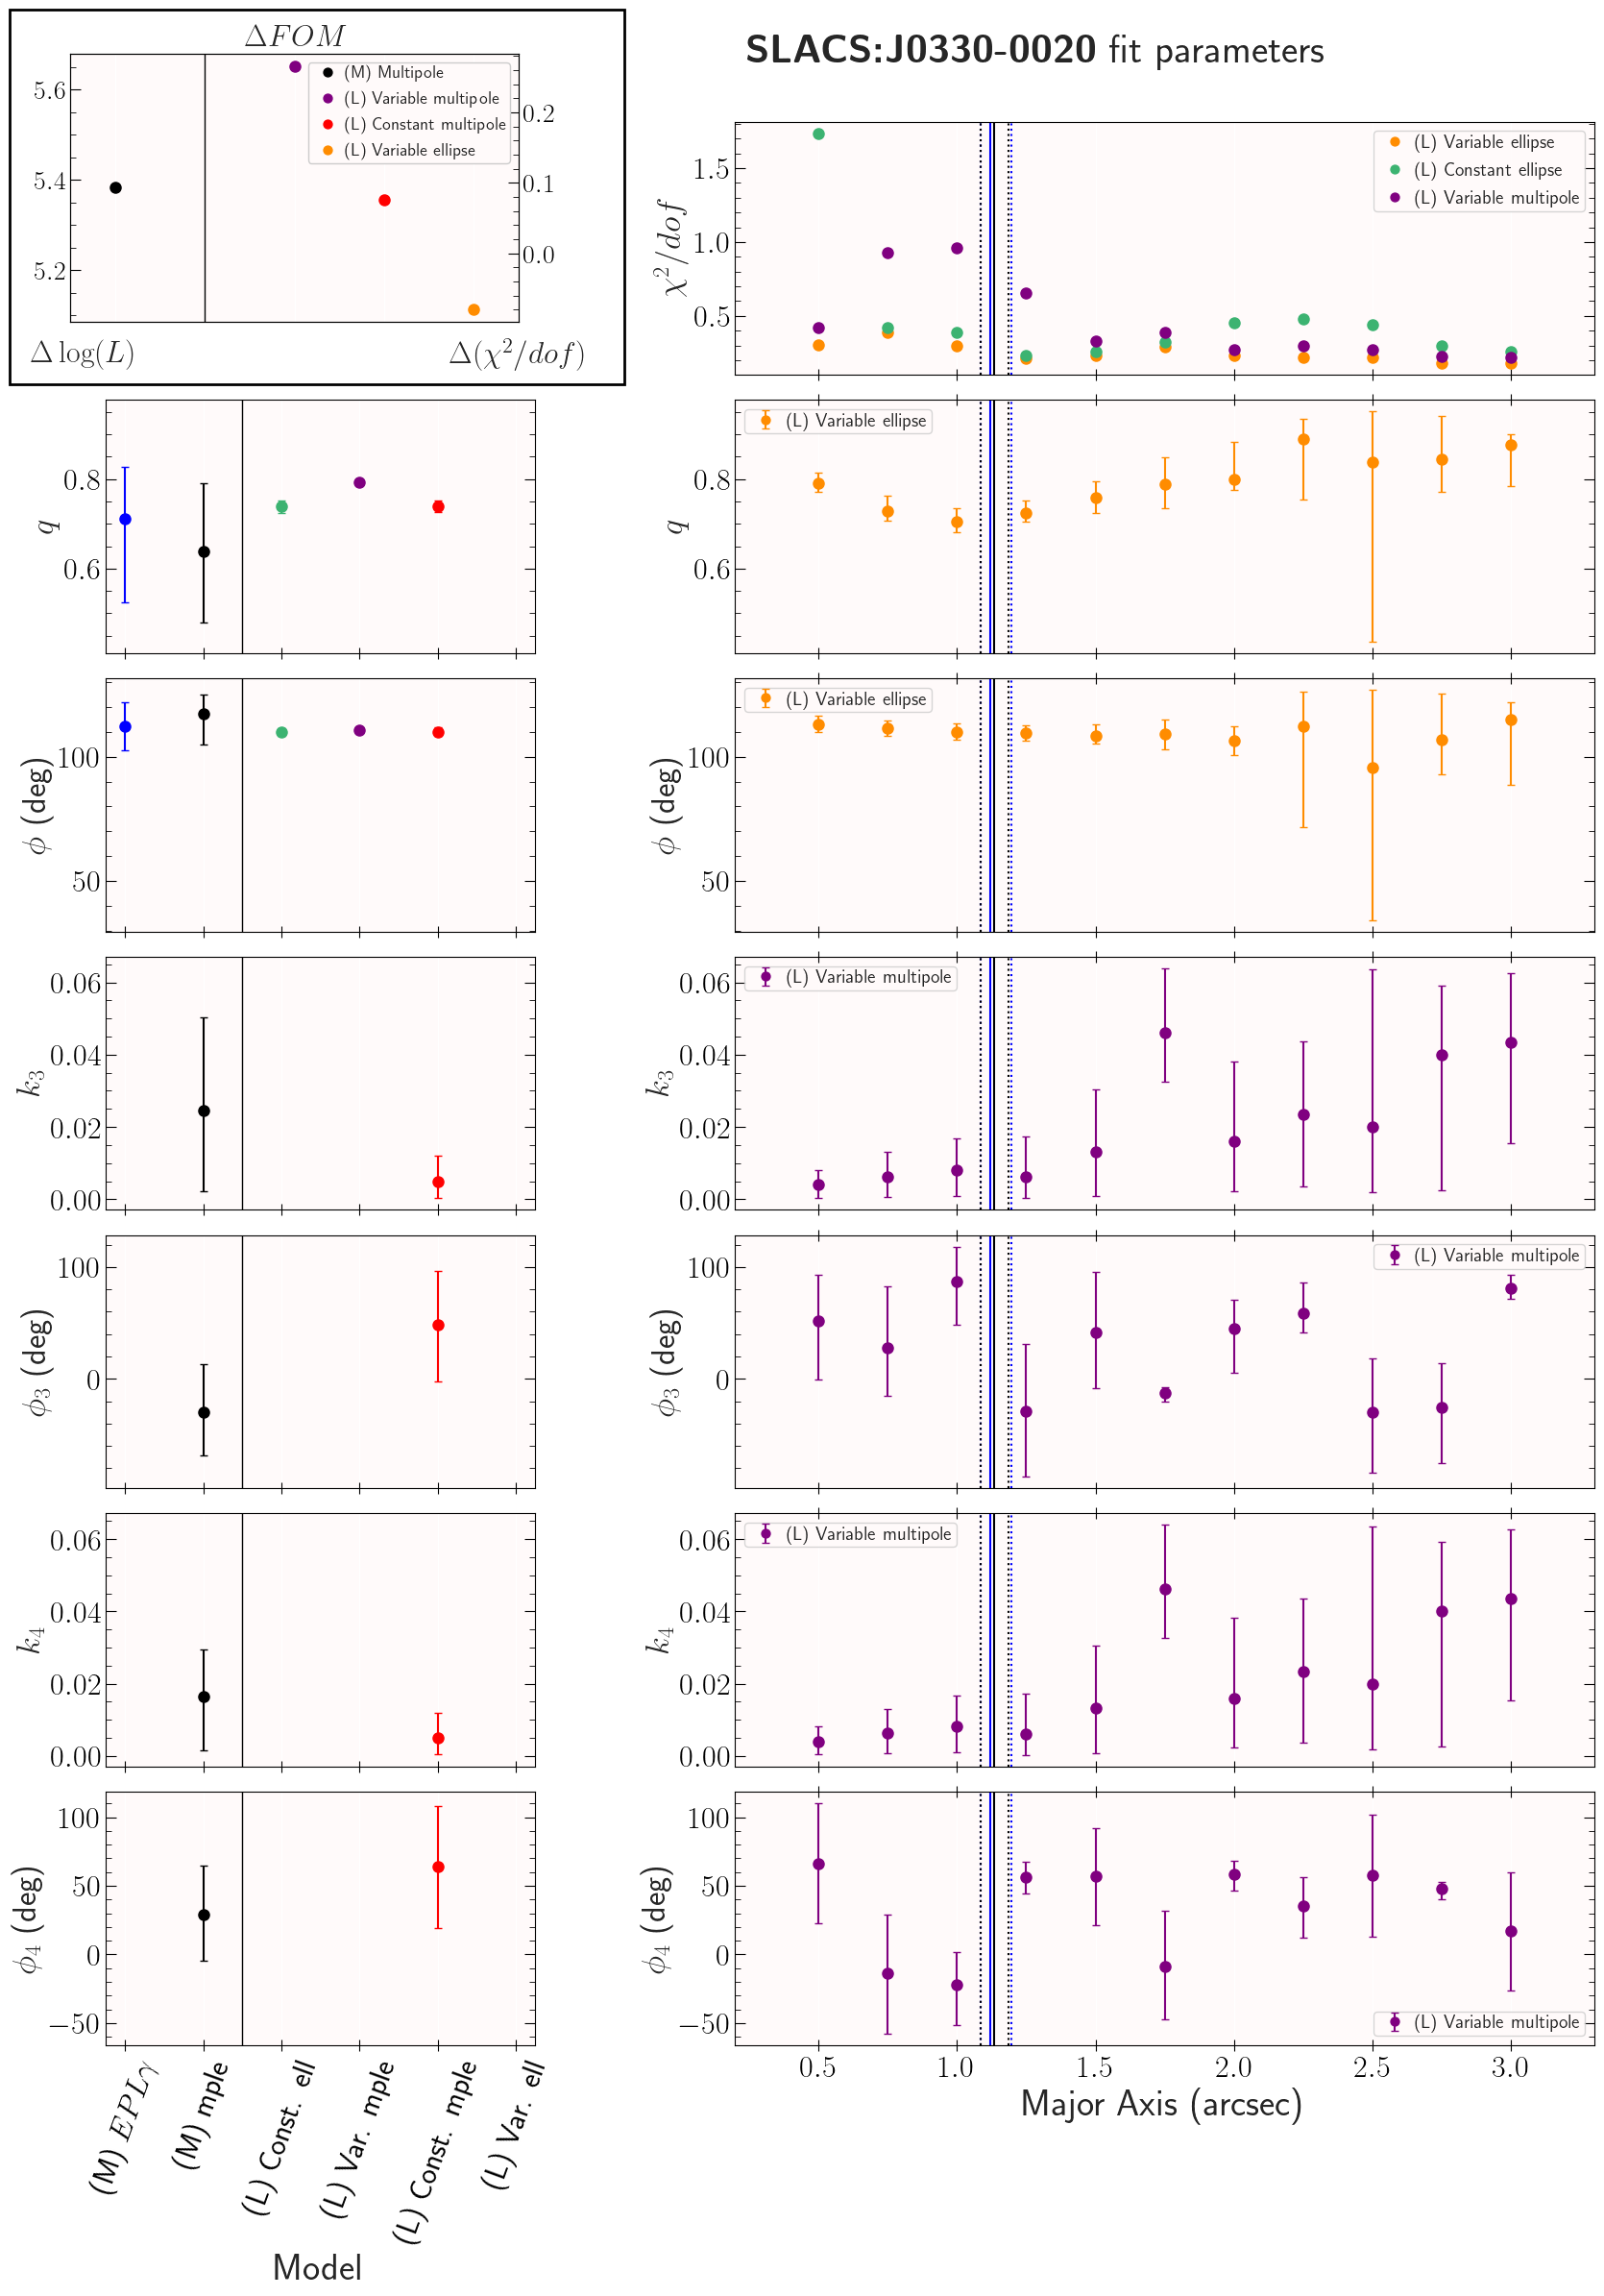 ΔFOM
5.6
5.4
5.2
0.2
0.1
0.0
(M) Multipole
(L) Variable multipole
(L) Constant multipole
(L) Variable ellipse
Δ log(L)
Δ(χ²/dof)
SLACS:J0330-0020 fit parameters
χ²/dof
1.5
1.0
0.5
(L) Variable ellipse
(L) Constant ellipse
(L) Variable multipole
q
0.8
0.6
q
0.8
0.6
(L) Variable ellipse
ϕ (deg)
100
50
ϕ (deg)
100
50
(L) Variable ellipse
k₃
0.06
0.04
0.02
0.00
k₃
0.06
0.04
0.02
0.00
(L) Variable multipole
ϕ₃ (deg)
100
0
ϕ₃ (deg)
100
0
(L) Variable multipole
k₄
0.06
0.04
0.02
0.00
k₄
0.06
0.04
0.02
0.00
(L) Variable multipole
ϕ₄ (deg)
100
50
0
−50
ϕ₄ (deg)
100
50
0
−50
(L) Variable multipole
(M) EPLγ
(M) mple
(L) Const. ell
(L) Var. mple
(L) Const. mple
(L) Var. ell
Model
0.5 1.0 1.5 2.0 2.5 3.0
Major Axis (arcsec)